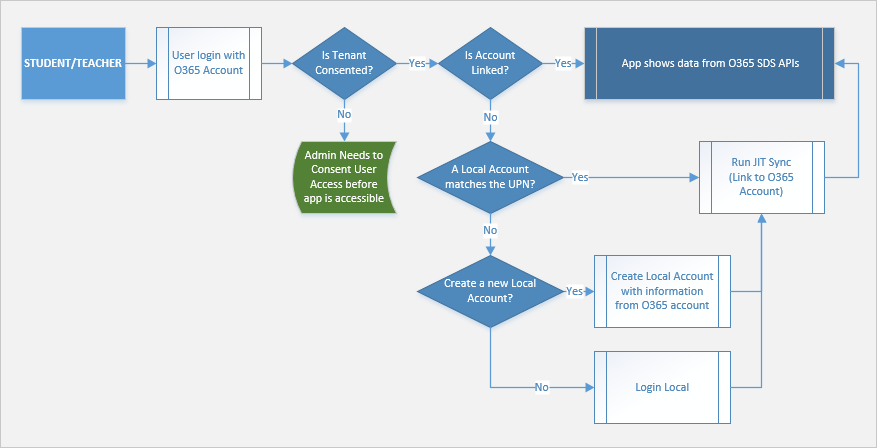 STUDENT/TEACHER
User login with
O365 Account
Is Tenant
Consented?
Yes
Is Account
Linked?
Yes
App shows data from O365 SDS APIs
No
No
Admin Needs to
Consent User
Access before
app is accessible
A Local Account
matches the UPN?
Yes
Run JIT Sync
(Link to O365
Account)
No
Create a new Local
Account?
Yes
Create Local Account
with information
from O365 account
No
Login Local